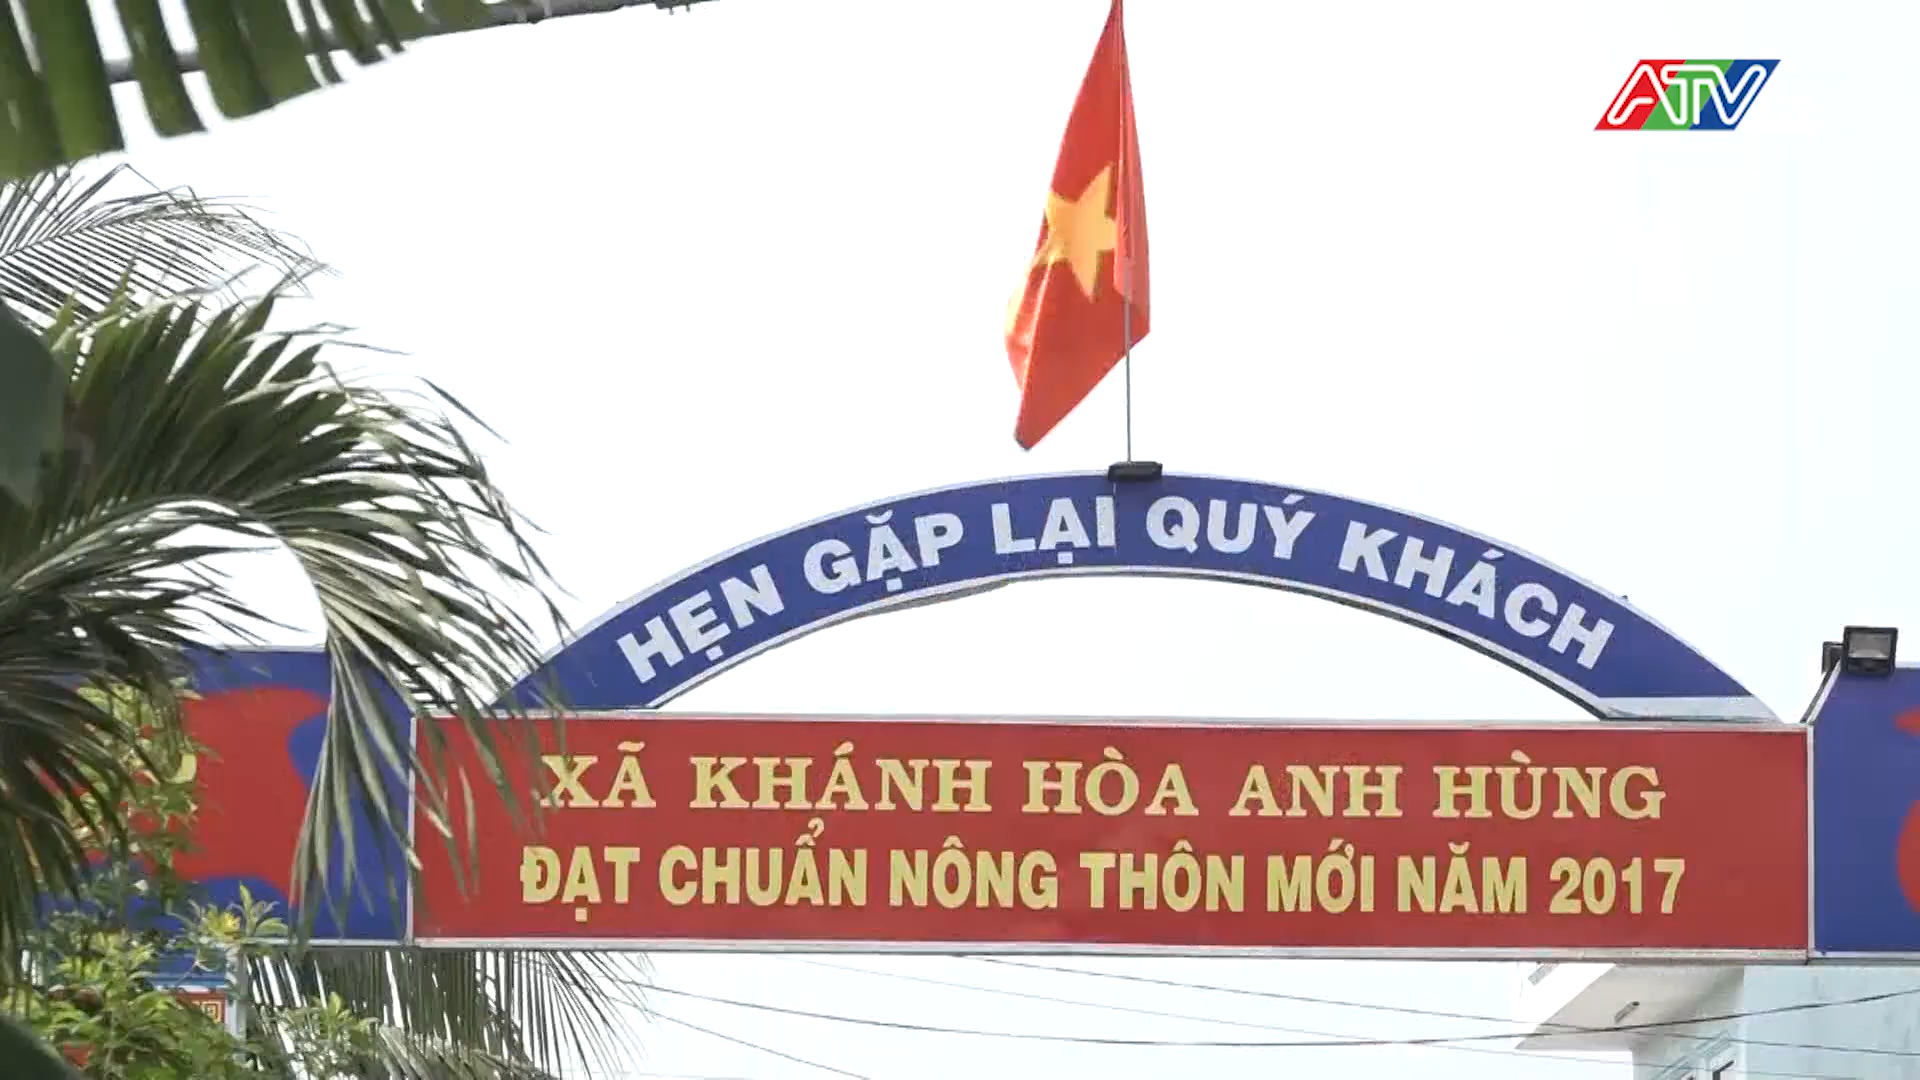 ATV
HẸN GẶP LẠI QUÝ KHÁCH
XÃ KHÁNH HÒA ANH HÙNG
ĐẠT CHUẨN NÔNG THÔN MỚI NĂM 2017